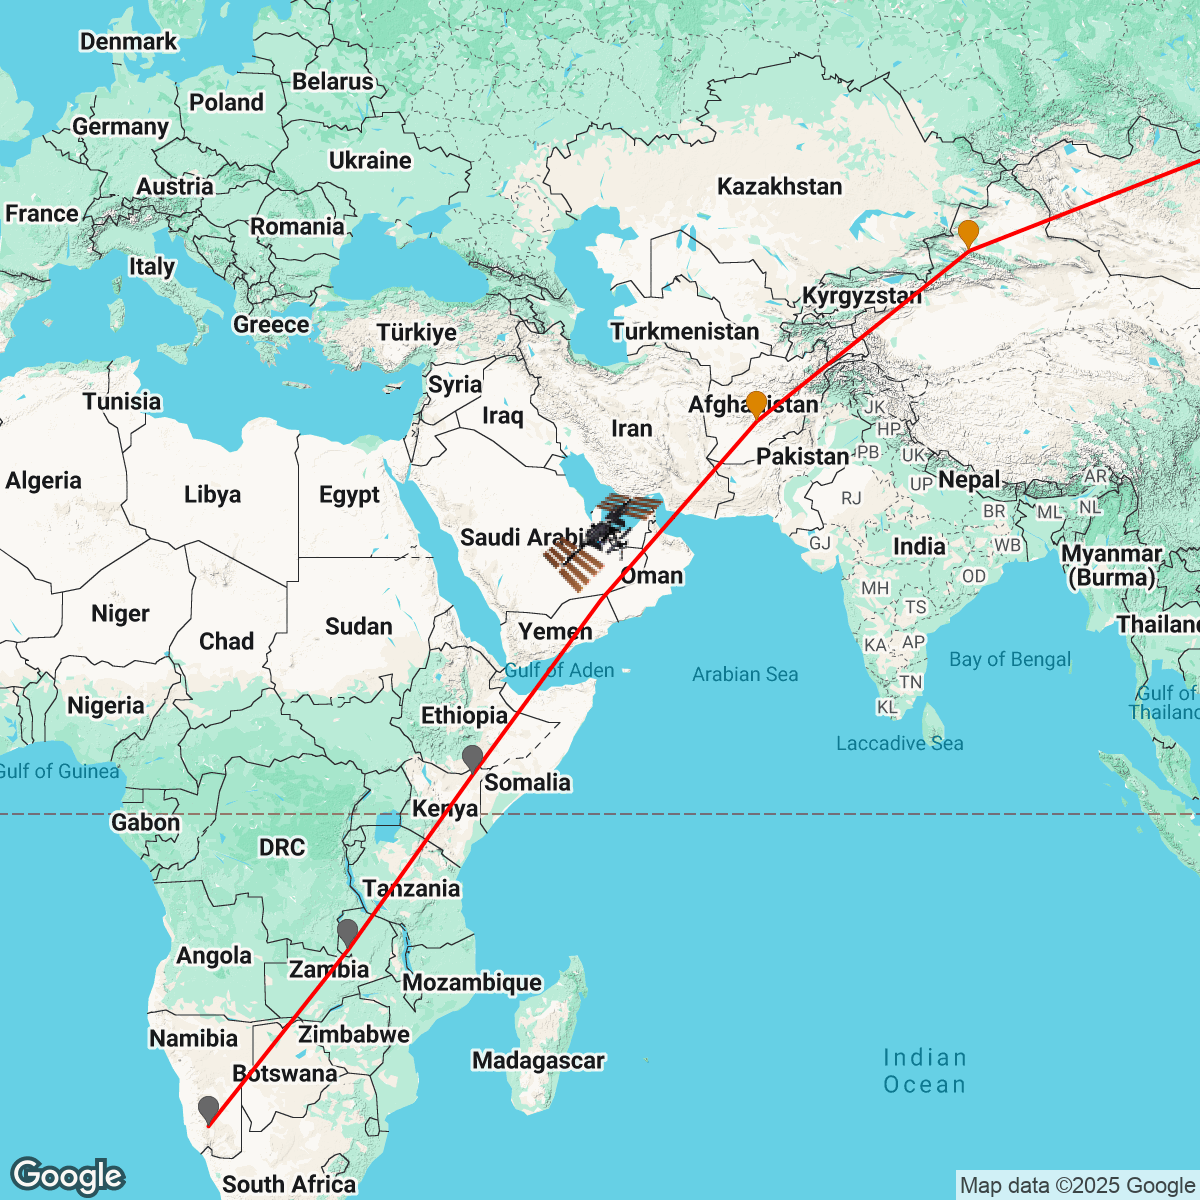 Denmark
Belarus
Poland
Germany
Ukraine
Austria
Kazakhstan
France
Romania
Italy
Kyrgyzstan
Greece
Türkiye
Turkmenistan
Syria
Tunisia
Afghanistan
JK
Iraq
Iran
HP
Pakistan
PB
UK
Algeria
Libya
Egypt
UP
Nepal
AR
RJ
BR
ML
NL
Saudi Arabi
GJ
India
WB
Myanmar
(Burma)
Oman
MH
OD
Niger
Chad
Sudan
Yemen
TS
Thailand
KA
AP
Gulf of Aden
Arabian Sea
Bay of Bengal
TN
Nigeria
Ethiopia
KL
Gulf of
Thailand
Laccadive Sea
Gulf of Guinea
Somalia
Gabon
Kenya
DRC
Tanzania
Angola
Zambia
Mozambique
Namibia
Zimbabwe
Madagascar
Indian
Ocean
Botswana
South Africa
Google
Map data ©2025 Google